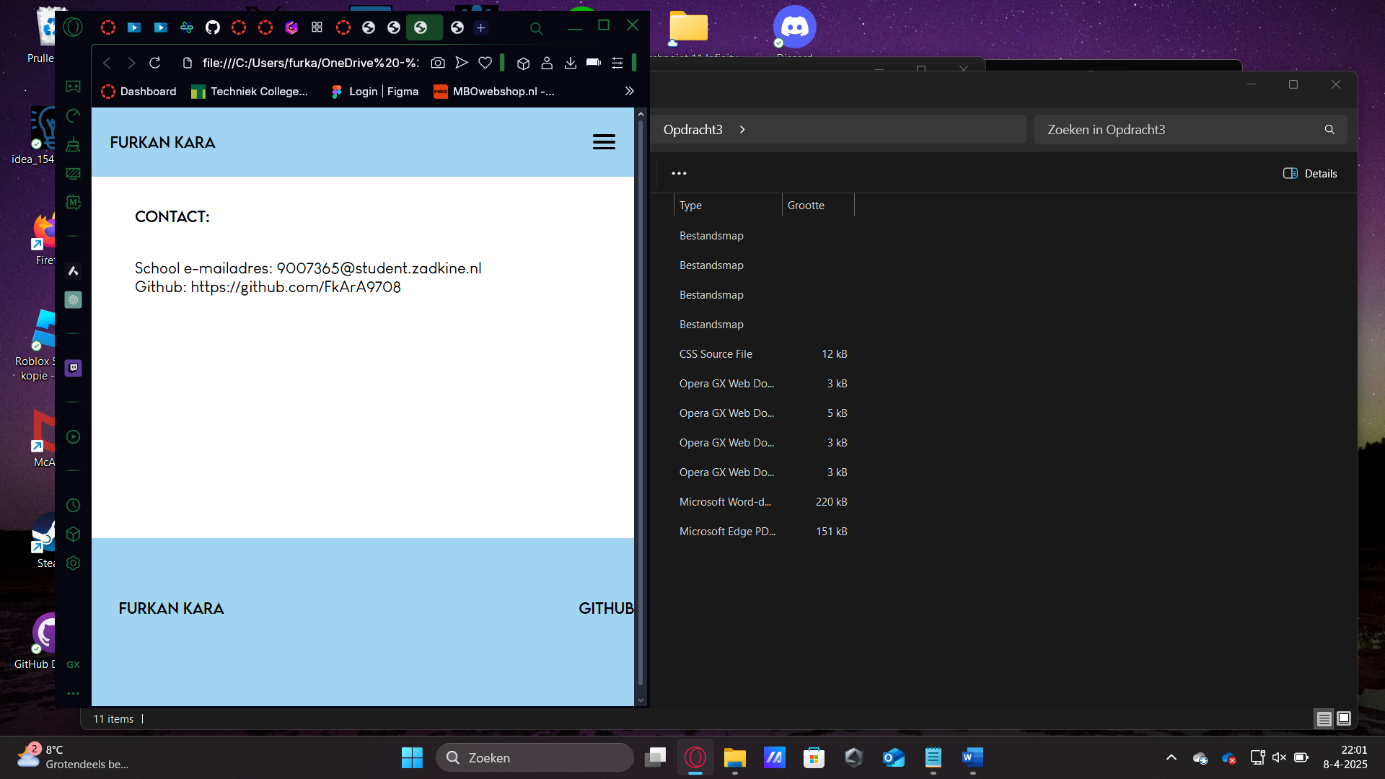 Prulle
idea_154
Firef
Roblox S
kopie -
McA
Stea
GitHub D
Discord
file:///C:/Users/furka/OneDrive%20-%
Dashboard
Techniek College...
Login | Figma
MBOwebshop.nl -...
FURKAN KARA
CONTACT:
School e-mailadres: 9007365@student.zadkine.nl
Github: https://github.com/FkArA9708
FURKAN KARA
GITHUB
GX
Opdracht3
Zoeken in Opdracht3
Details
Type Grootte
Bestandsmap
Bestandsmap
Bestandsmap
Bestandsmap
CSS Source File 12 kB
Opera GX Web Do... 3 kB
Opera GX Web Do... 5 kB
Opera GX Web Do... 3 kB
Opera GX Web Do... 3 kB
Microsoft Word-d... 220 kB
Microsoft Edge PD... 151 kB
11 items
2
8°C
Grotendeels be...
Zoeken
22:01
8-4-2025